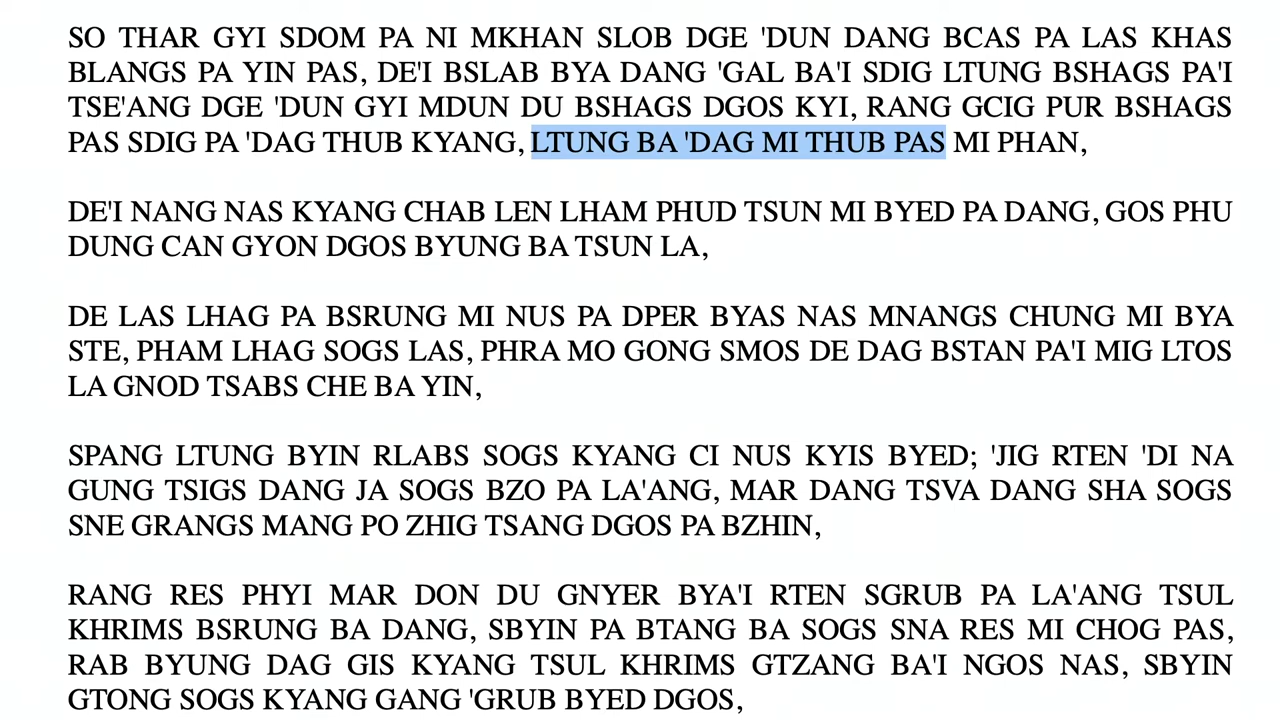 SO THAR GYI SDOM PA NI MKHAN SLOB DGE 'DUN DANG BCAS PA LAS KHAS
BLANGS PA YIN PAS, DE'I BSLAB BYA DANG 'GAL BA'I SDIG LTUNG BSHAGS PA'I
TSE'ANG DGE 'DUN GYI MDUN DU BSHAGS DGOS KYI, RANG GCIG PUR BSHAGS
PAS SDIG PA 'DAG THUB KYANG, LTUNG BA 'DAG MI THUB PAS MI PHAN,
DE'I NANG NAS KYANG CHAB LEN LHAM PHUD TSUN MI BYED PA DANG, GOS PHU
DUNG CAN GYON DGOS BYUNG BA TSUN LA,
DE LAS LHAG PA BSRUNG MI NUS PA DPER BYAS NAS MNANGS CHUNG MI BYA
STE, PHAM LHAG SOGS LAS, PHRA MO GONG SMOS DE DAG BSTAN PA'I MIG LTOS
LA GNOD TSABS CHE BA YIN,
SPANG LTUNG BYIN RLABS SOGS KYANG CI NUS KYIS BYED; 'JIG RTEN 'DI NA
GUNG TSIGS DANG JA SOGS BZO PA LA'ANG, MAR DANG TSVA DANG SHA SOGS
SNE GRANGS MANG PO ZHIG TSANG DGOS PA BZHIN,
RANG RES PHYI MAR DON DU GNYER BYA'I RTEN SGRUB PA LA'ANG TSUL
KHRIMS BSRUNG BA DANG, SBYIN PA BTANG BA SOGS SNA RES MI CHOG PAS,
RAB BYUNG DAG GIS KYANG TSUL KHRIMS GTZANG BA'I NGOS NAS, SBYIN
GTONG SOGS KYANG GANG 'GRUB BYED DGOS,